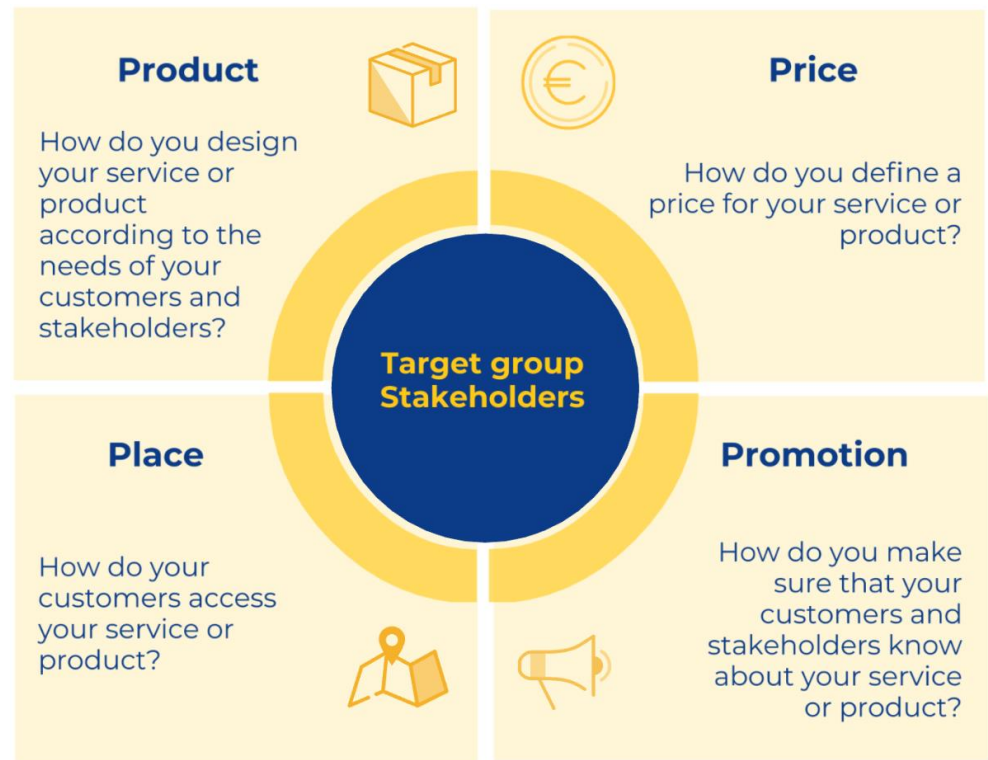 Product
How do you design
your service or
product
according to the
needs of your
customers and
stakeholders?
€
Price
How do you define a
price for your service or
product?
Target group
Stakeholders
Place
How do your
customers access
your service or
product?
Promotion
How do you make
sure that your
customers and
stakeholders know
about your service
or product?